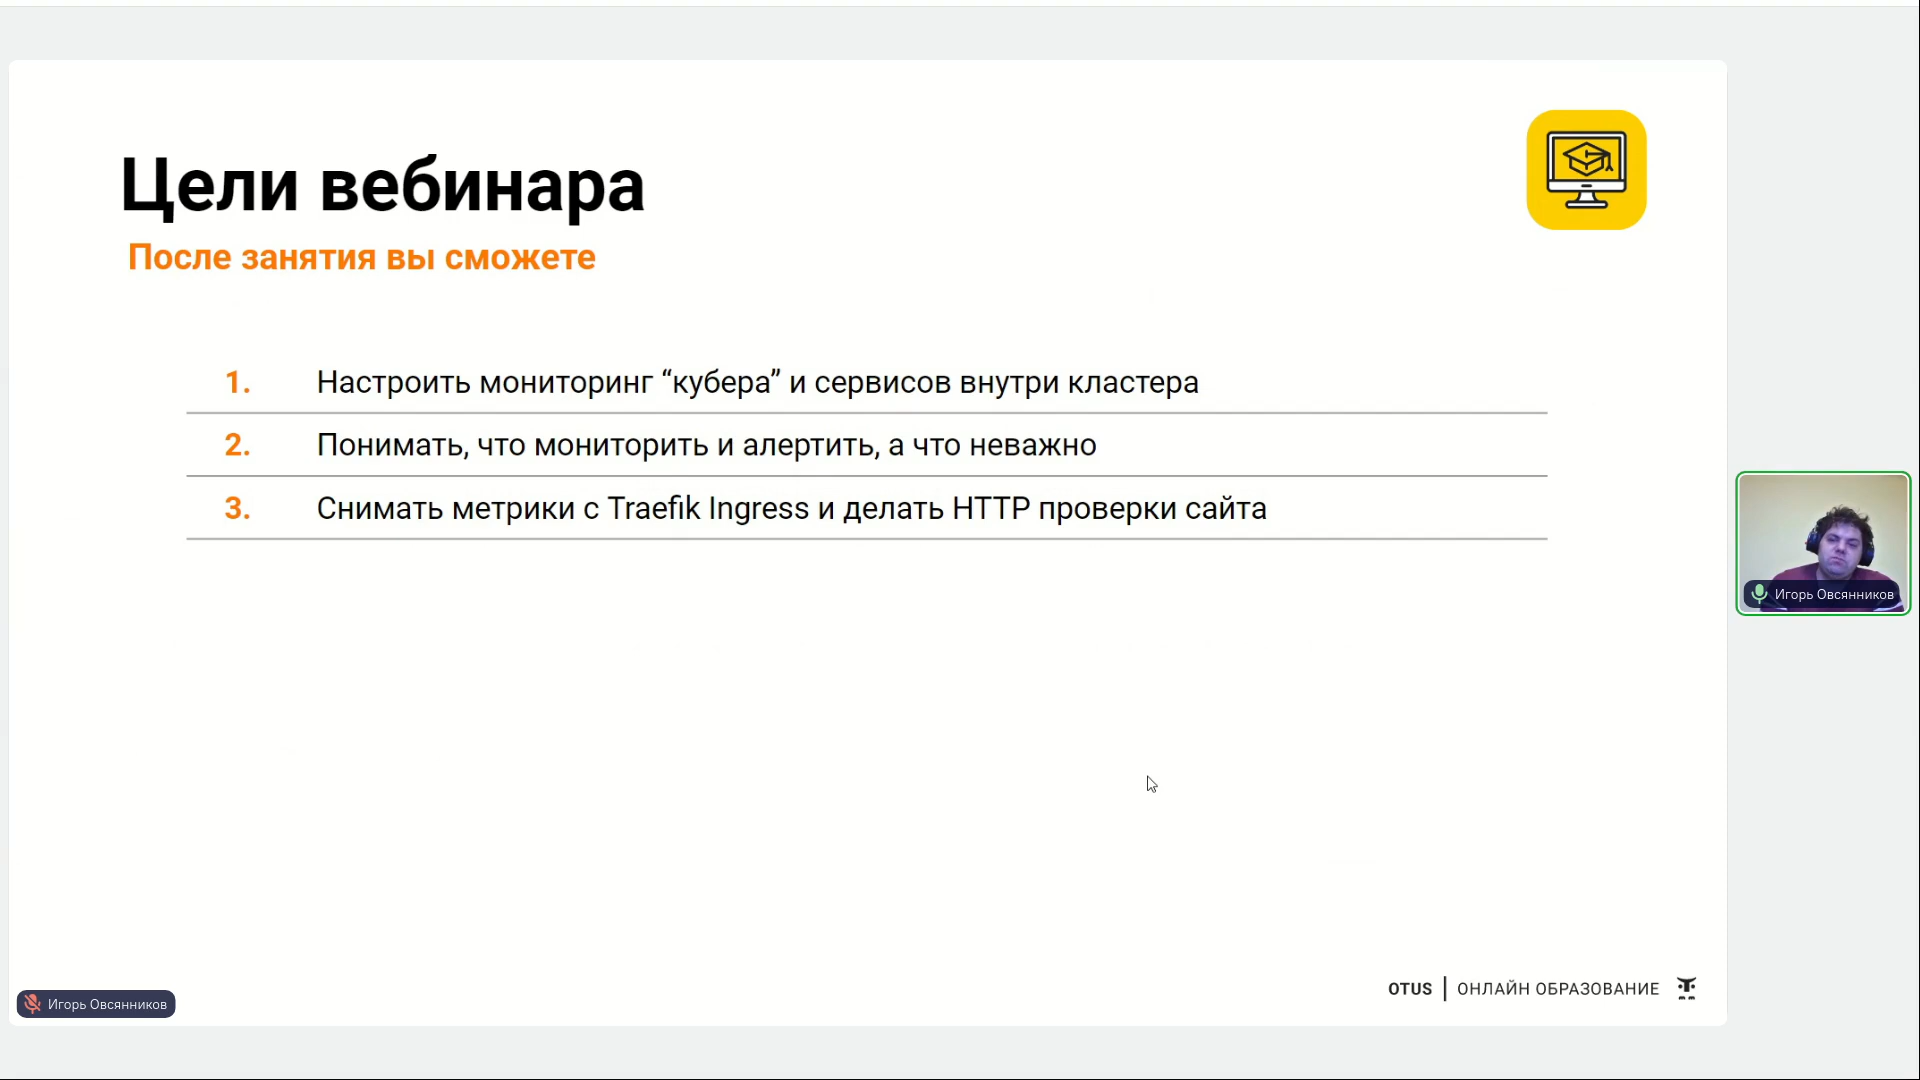 Цели вебинара
После занятия вы сможете
1. Настроить мониторинг “кубера” и сервисов внутри кластера
2. Понимать, что мониторить и алертить, а что неважно
3. Снимать метрики с Traefik Ingress и делать HTTP проверки сайта
Игорь Овсянников
OTUS | ОНЛАЙН ОБРАЗОВАНИЕ
Игорь Овсянников